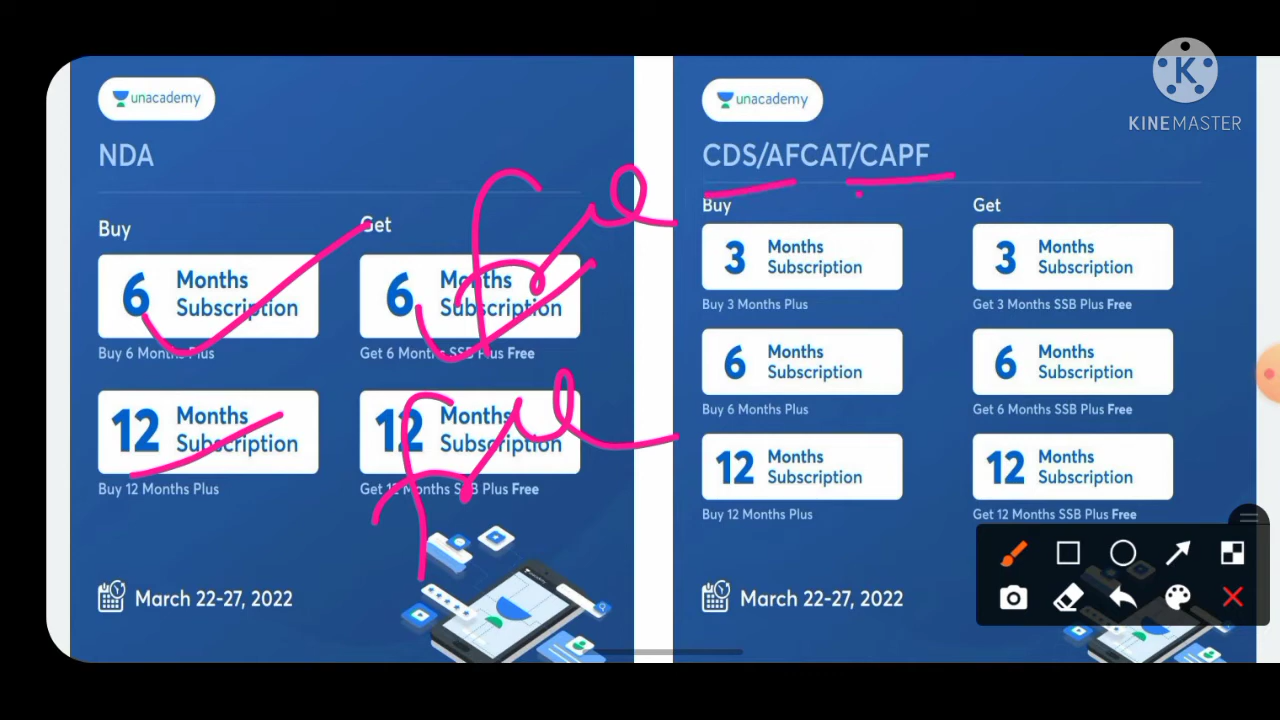 unacademy
NDA
Buy
Get
6 Months Subscription
6 Months Subscription
Buy 6 Months Plus
Get 6 Months SSB Plus Free
12 Months Subscription
12 Months Subscription
Buy 12 Months Plus
Get 12 Months SSB Plus Free
March 22-27, 2022
Free
Free
unacademy
CDS/AFCAT/CAPF
Buy
Get
3 Months Subscription
3 Months Subscription
Buy 3 Months Plus
Get 3 Months SSB Plus Free
6 Months Subscription
6 Months Subscription
Buy 6 Months Plus
Get 6 Months SSB Plus Free
12 Months Subscription
12 Months Subscription
Buy 12 Months Plus
Get 12 Months SSB Plus Free
March 22-27, 2022
K
KINEMASTER